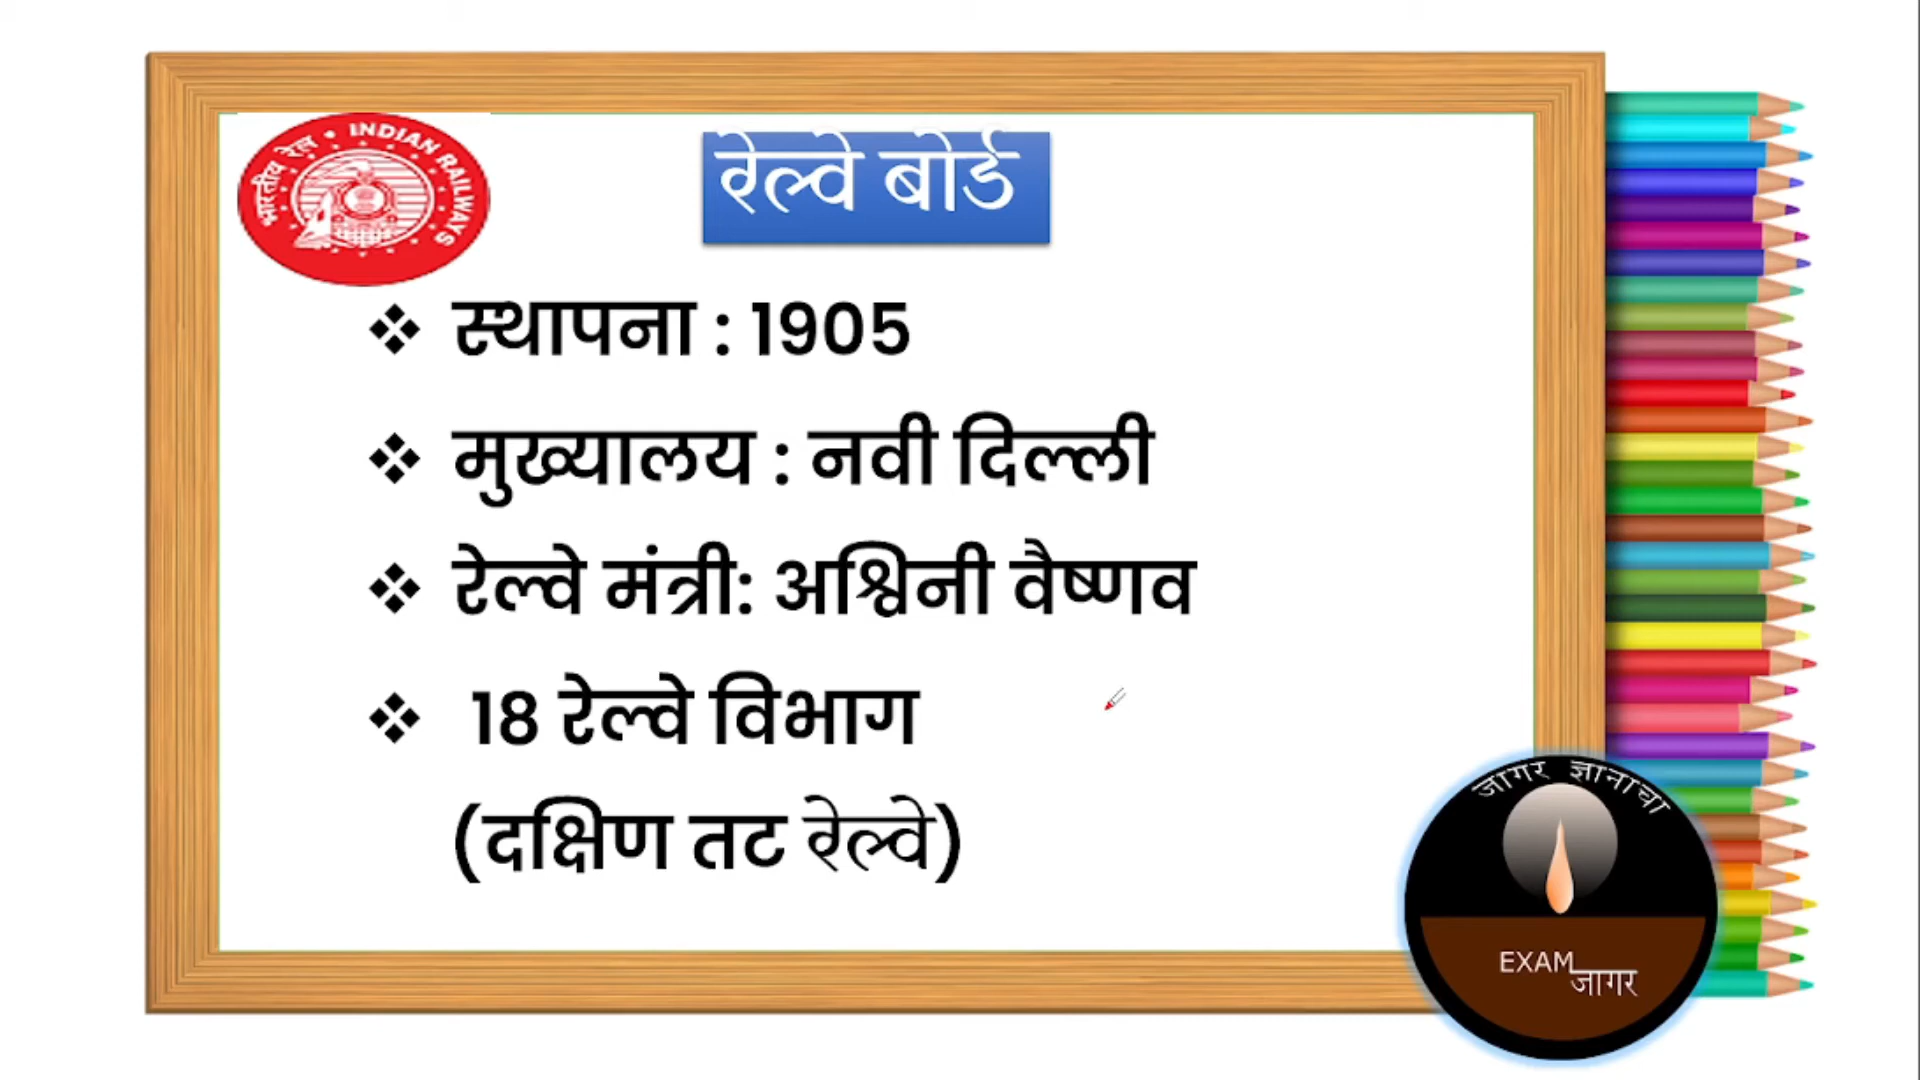 भारतीय रेल • INDIAN RAILWAYS
रेल्वे बोर्ड
❖ स्थापना : 1905
❖ मुख्यालय : नवी दिल्ली
❖ रेल्वे मंत्री: अश्विनी वैष्णव
❖ 18 रेल्वे विभाग
(दक्षिण तट रेल्वे)
जागर ज्ञानाचा
EXAM
जागर